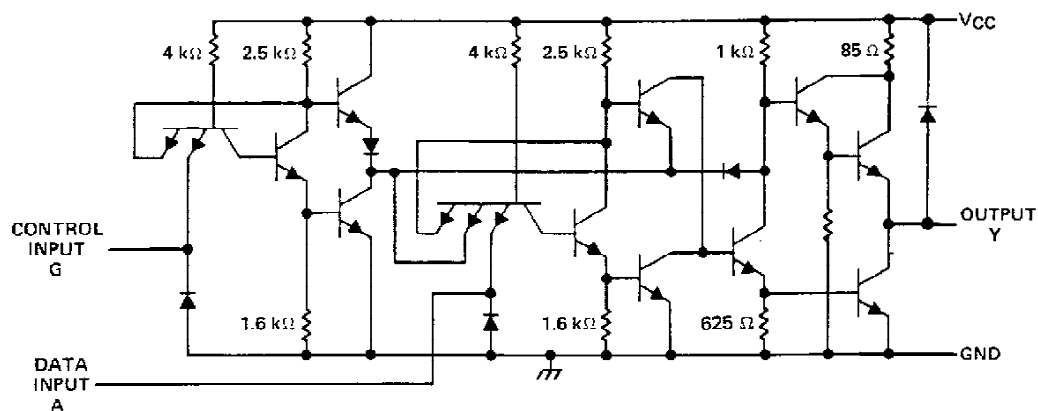 VCC
4 kΩ
2.5 kΩ
4 kΩ
2.5 kΩ
1 kΩ
85 Ω
CONTROL
INPUT
G
OUTPUT
Y
1.6 kΩ
1.6 kΩ
625 Ω
GND
DATA
INPUT
A